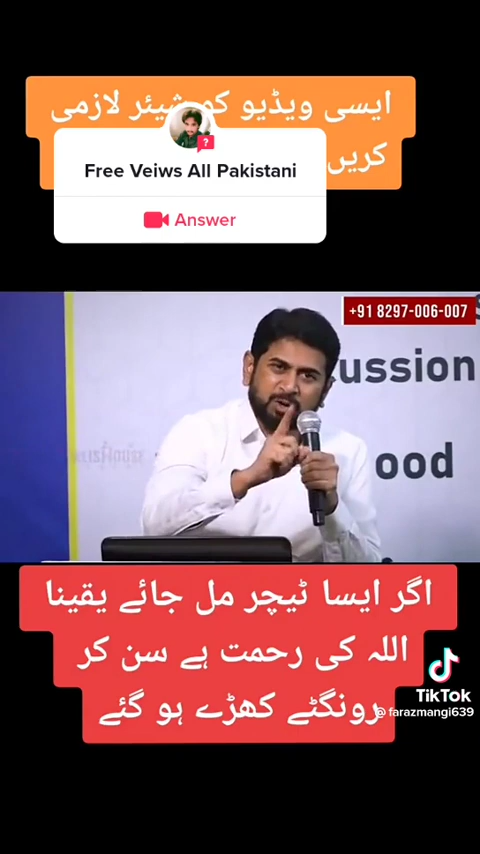 ایسی ویڈیو کو شیئر لازمی
کریں
?
Free Veiws All Pakistani
Answer
+91 8297-006-007
ussion
ood
اگر ایسا ٹیچر مل جائے یقینا
اللہ کی رحمت ہے سن کر
رونگٹے کھڑے ہو گئے
TikTok
@farazmangi639